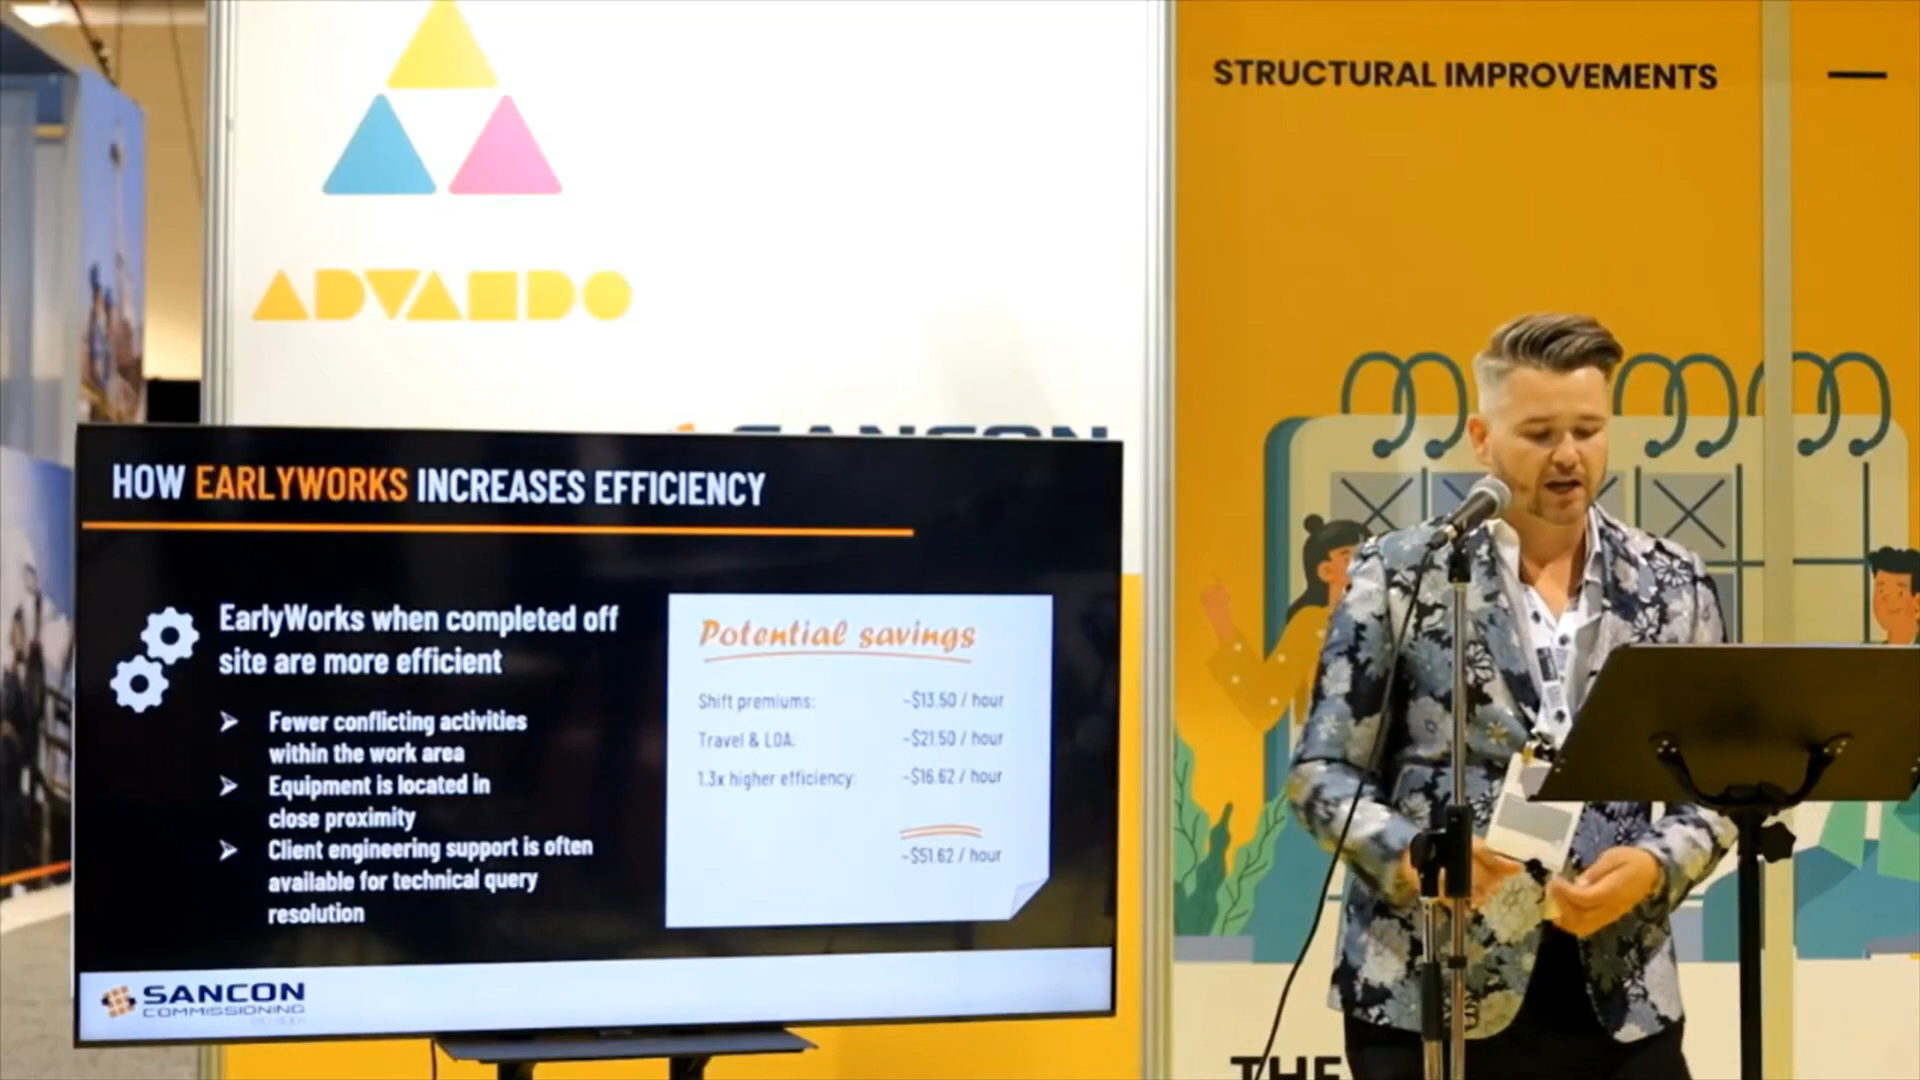 ADVANDO
STRUCTURAL IMPROVEMENTS
SANCON
HOW EARLYWORKS INCREASES EFFICIENCY
EarlyWorks when completed off
site are more efficient
Fewer conflicting activities
within the work area
Equipment is located in
close proximity
Client engineering support is often
available for technical query
resolution
Potential savings
Shift premiums: ~$13.50 / hour
Travel & LOA: ~$21.50 / hour
1.3x higher efficiency: ~$16.62 / hour
~$51.62 / hour
SANCON
COMMISSIONING
THE